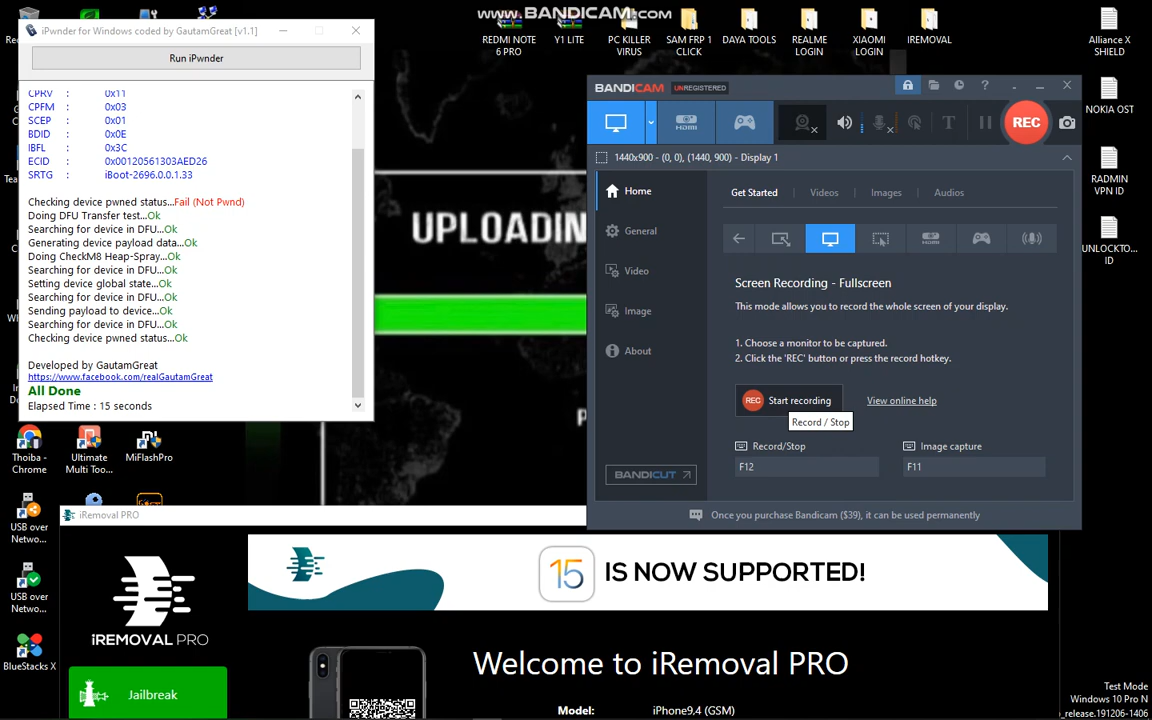 www.BANDICAM.com
iPwnder for Windows coded by GautamGreat [v1.1]
Run iPwnder
CPRV : 0x11
CPFM : 0x03
SCEP : 0x01
BDID : 0x0E
IBFL : 0x3C
ECID : 0x00120561303AED26
SRTG : iBoot-2696.0.0.1.33
Checking device pwned status...Fail (Not Pwnd)
Doing DFU Transfer test...Ok
Searching for device in DFU...Ok
Generating device payload data...Ok
Doing CheckM8 Heap-Spray...Ok
Searching for device in DFU...Ok
Setting device global state...Ok
Searching for device in DFU...Ok
Sending payload to device...Ok
Searching for device in DFU...Ok
Checking device pwned status...Ok
Developed by GautamGreat
https://www.facebook.com/realGautamGreat
All Done
Elapsed Time : 15 seconds
REDMI NOTE 6 PRO
Y1 LITE
PC KILLER VIRUS
SAM FRP 1 CLICK
DAYA TOOLS
REALME LOGIN
XIAOMI LOGIN
IREMOVAL
Alliance X SHIELD
NOKIA OST
RADMIN VPN ID
UNLOCKTO... ID
UPLOADIN
BANDICAM UNREGISTERED
HDMI
T
REC
1440x900 - (0, 0), (1440, 900) - Display 1
Home
General
Video
Image
About
BANDICUT
Get Started
Videos
Images
Audios
HDMI
Screen Recording - Fullscreen
This mode allows you to record the whole screen of your display.
1. Choose a monitor to be captured.
2. Click the 'REC' button or press the record hotkey.
REC Start recording
View online help
Record / Stop
Record/Stop
Image capture
F12
F11
Once you purchase Bandicam ($39), it can be used permanently
Thoiba - Chrome
Ultimate Multi Too...
MiFlashPro
USB over Netwo...
USB over Netwo...
BlueStacks X
iRemoval PRO
iREMOVAL PRO
Jailbreak
15 IS NOW SUPPORTED!
Welcome to iRemoval PRO
Model: iPhone9,4 (GSM)
Test Mode
Windows 10 Pro N
_release.191206-1406